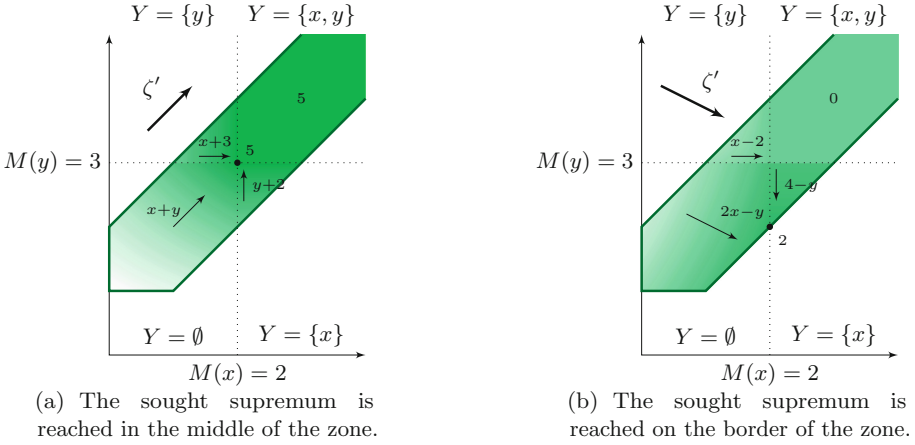 Y = {y} Y = {x, y}
ζ′
5
x+3
5
M(y) = 3
y+2
x+y
Y = ∅ Y = {x}
M(x) = 2
(a) The sought supremum is
reached in the middle of the zone.
Y = {y} Y = {x, y}
ζ′
0
x−2
M(y) = 3
4−y
2x−y
2
Y = ∅ Y = {x}
M(x) = 2
(b) The sought supremum is
reached on the border of the zone.